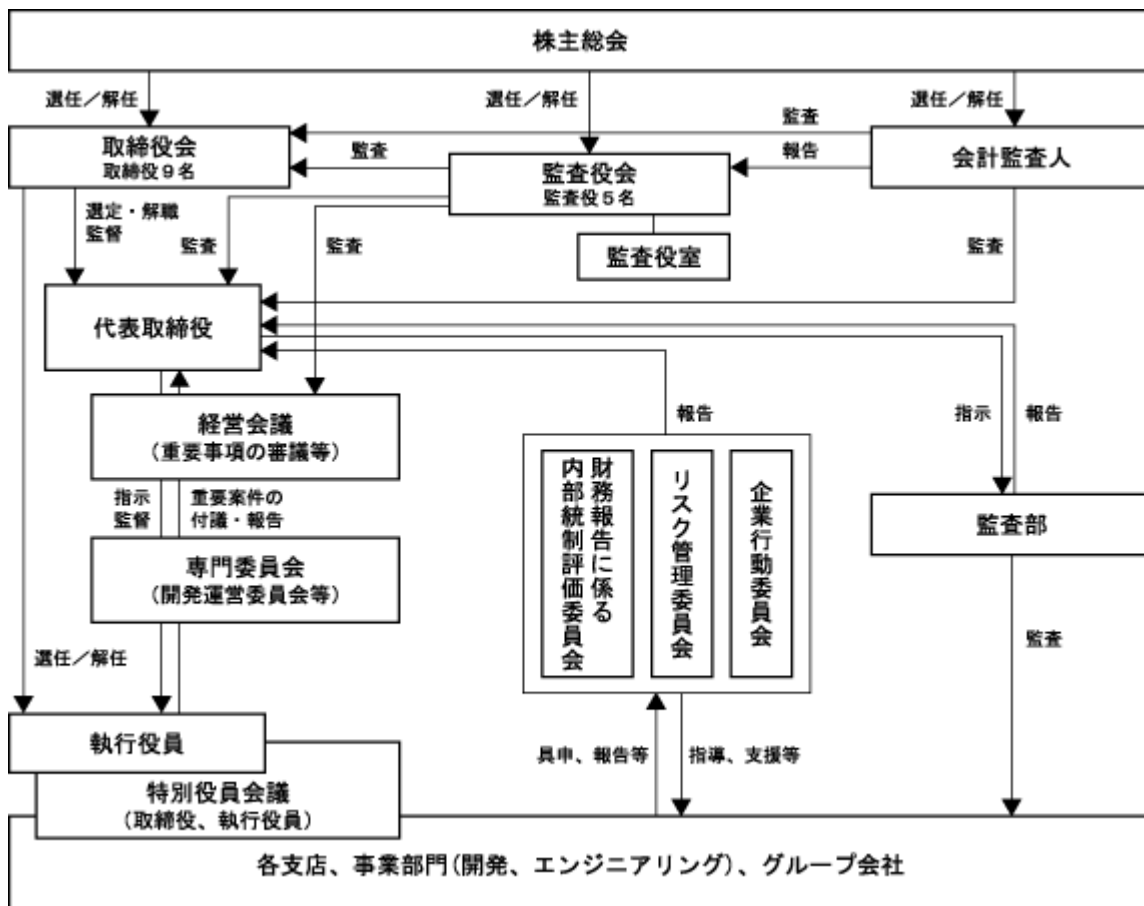 株主総会
選任／解任
選任／解任
選任／解任
監査
取締役会
取締役９名
監査
監査役会
監査役５名
報告
会計監査人
選定・解職
監督
監査
監査
監査役室
監査
代表取締役
経営会議
（重要事項の審議等）
報告
指示
報告
指示
監督
重要案件の
付議・報告
財務報告に係る
内部統制評価委員会
リスク管理委員会
企業行動委員会
監査部
専門委員会
（開発運営委員会等）
選任／解任
監査
執行役員
具申、報告等
指導、支援等
特別役員会議
（取締役、執行役員）
各支店、事業部門（開発、エンジニアリング）、グループ会社